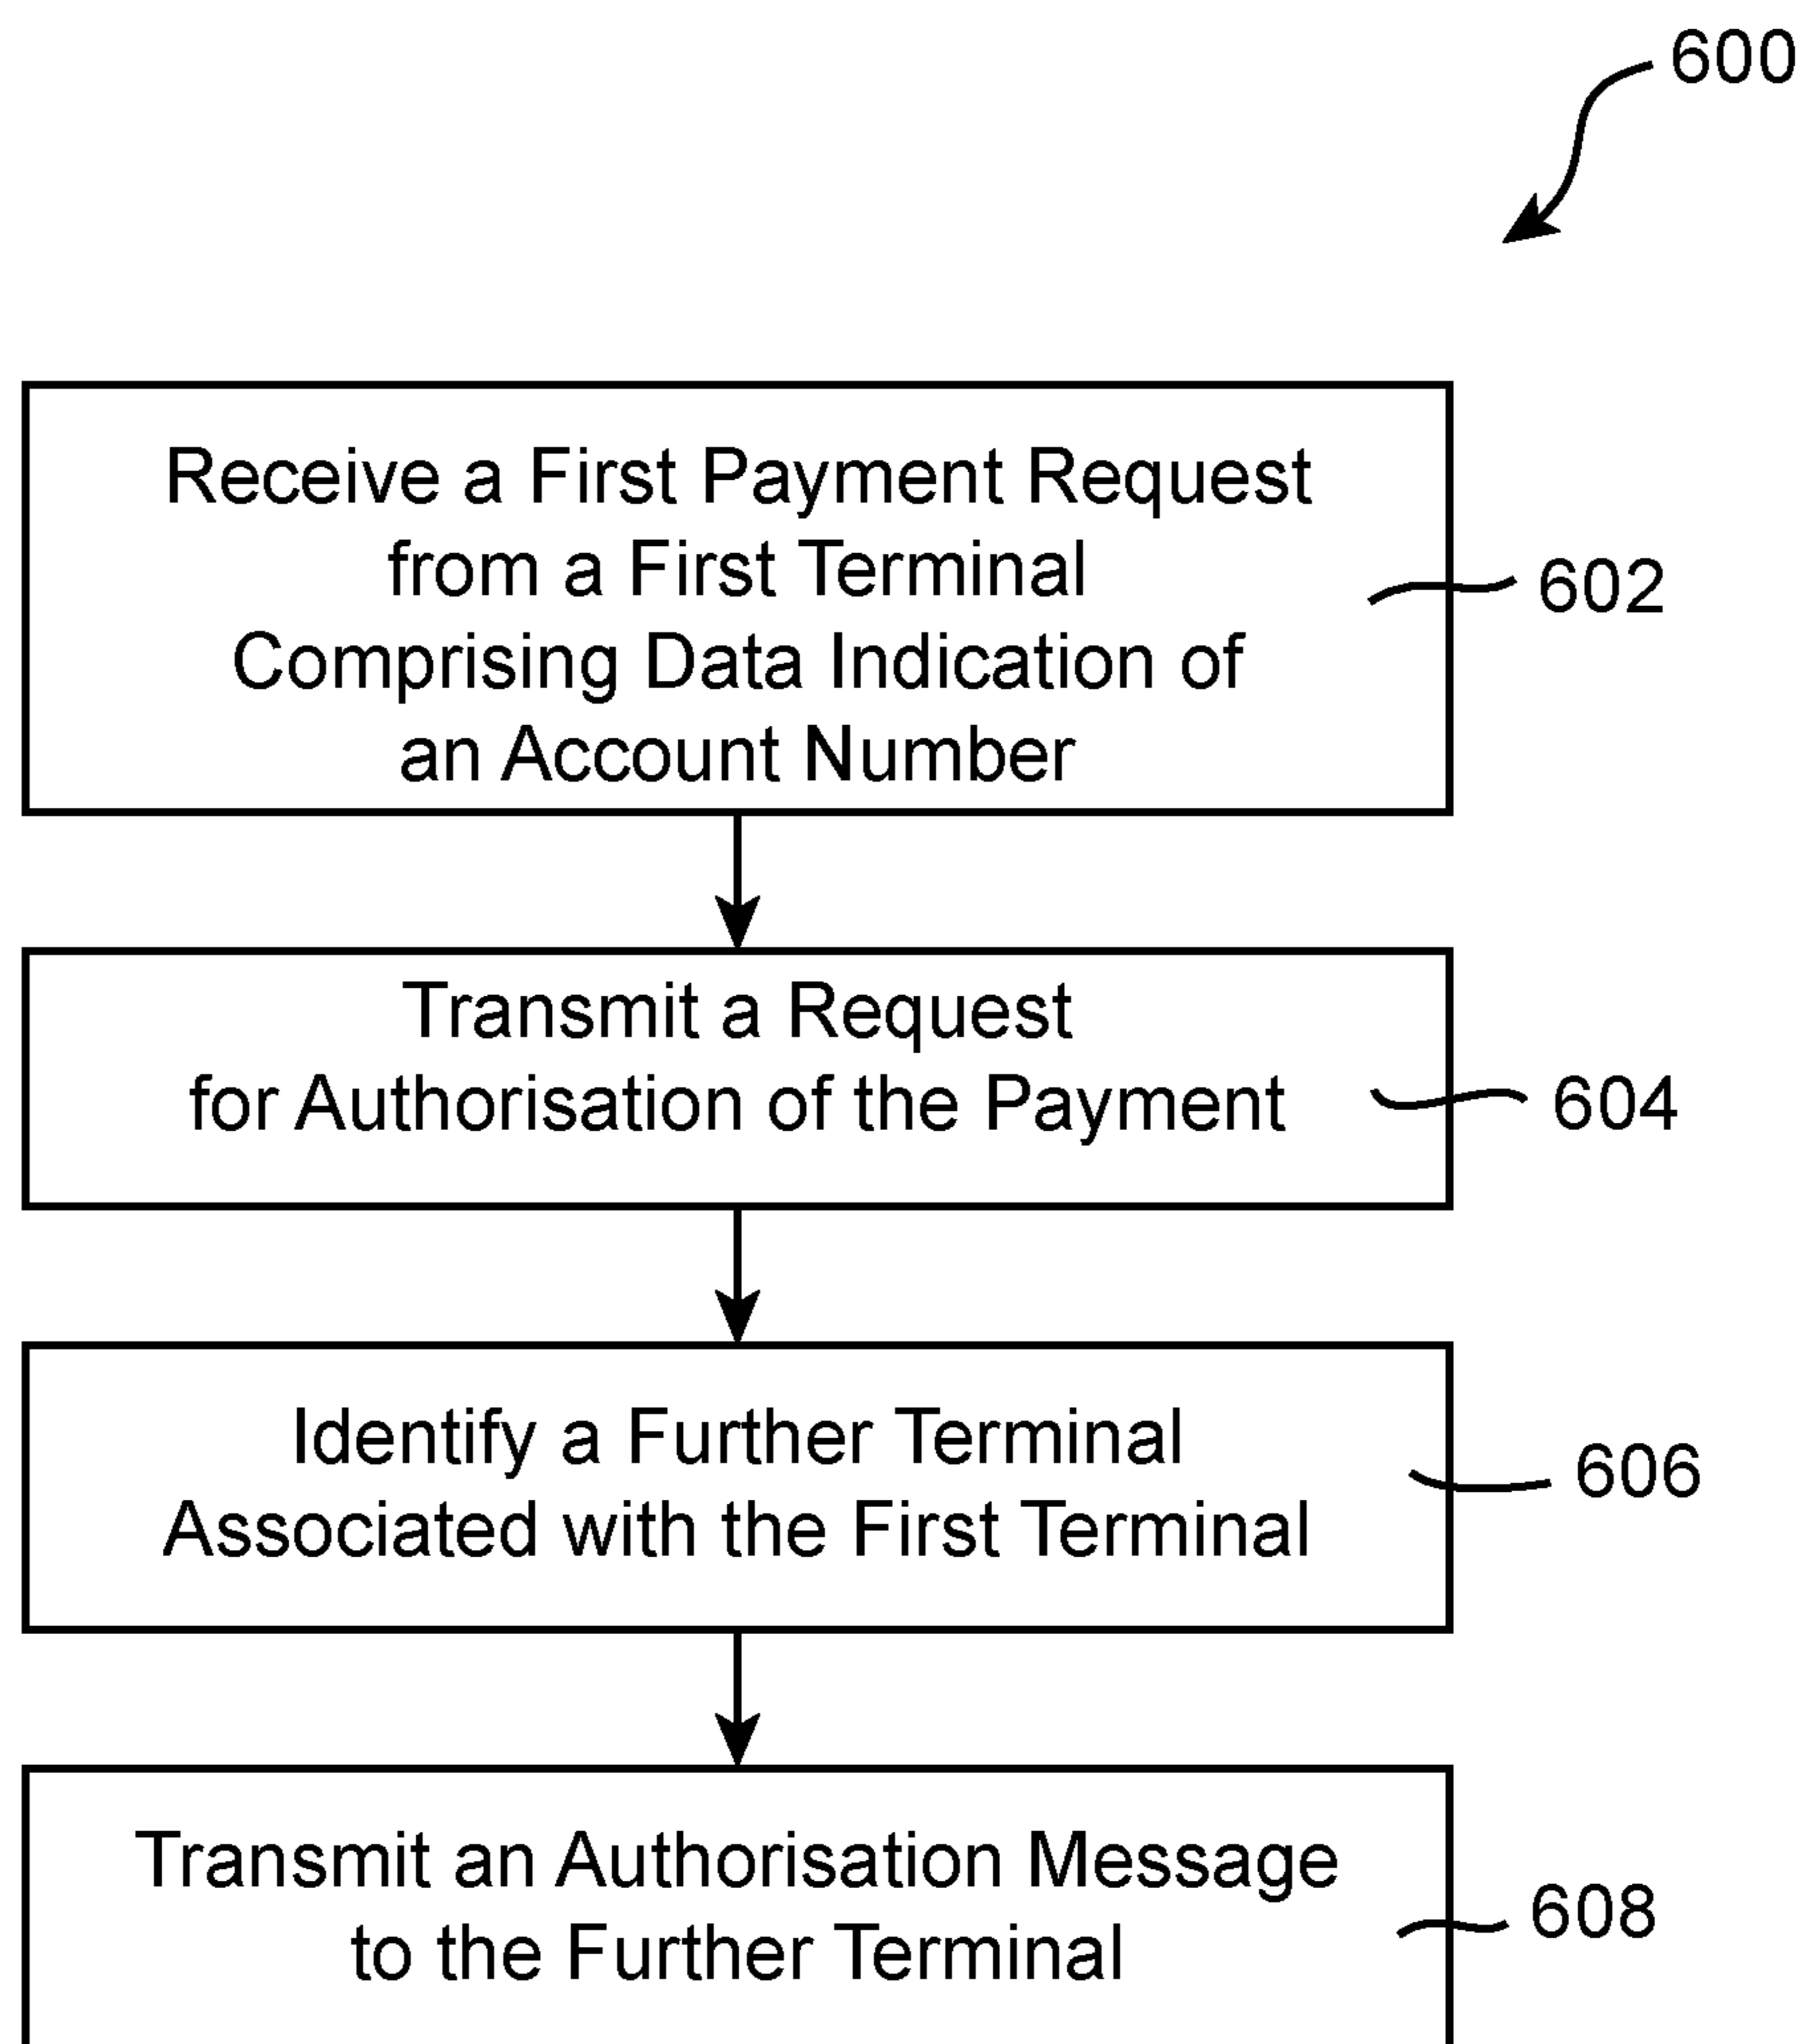 600
Receive a First Payment Request
from a First Terminal
Comprising Data Indication of
an Account Number
602
Transmit a Request
for Authorisation of the Payment
604
Identify a Further Terminal
Associated with the First Terminal
606
Transmit an Authorisation Message
to the Further Terminal
608